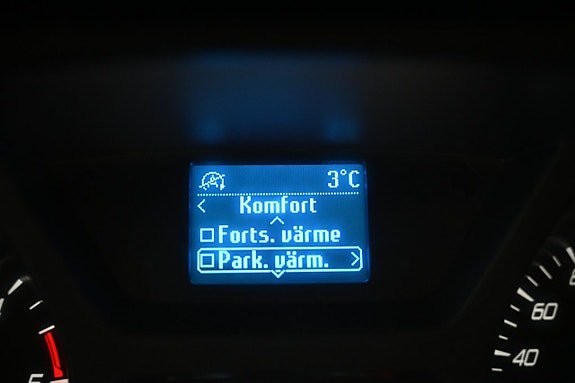 3°C
< Komfort
Forts. värme
Park. värm. >
60
40